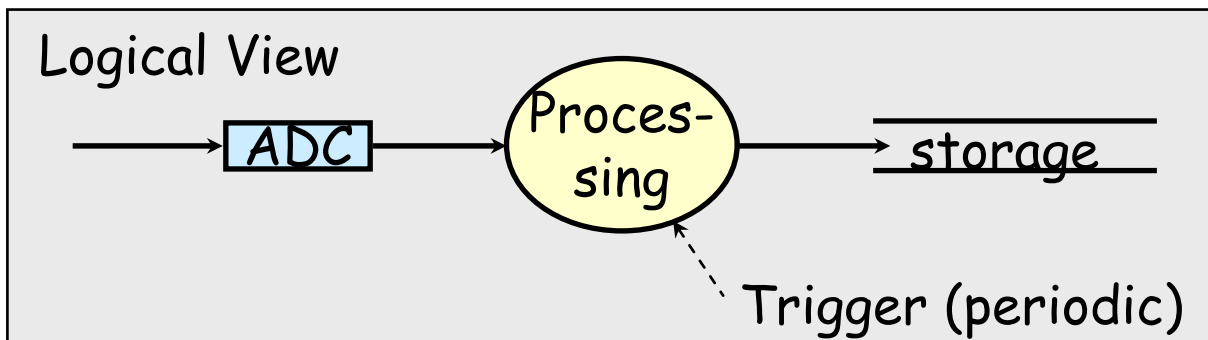 Logical View
ADC
Proces-
sing
storage
Trigger (periodic)